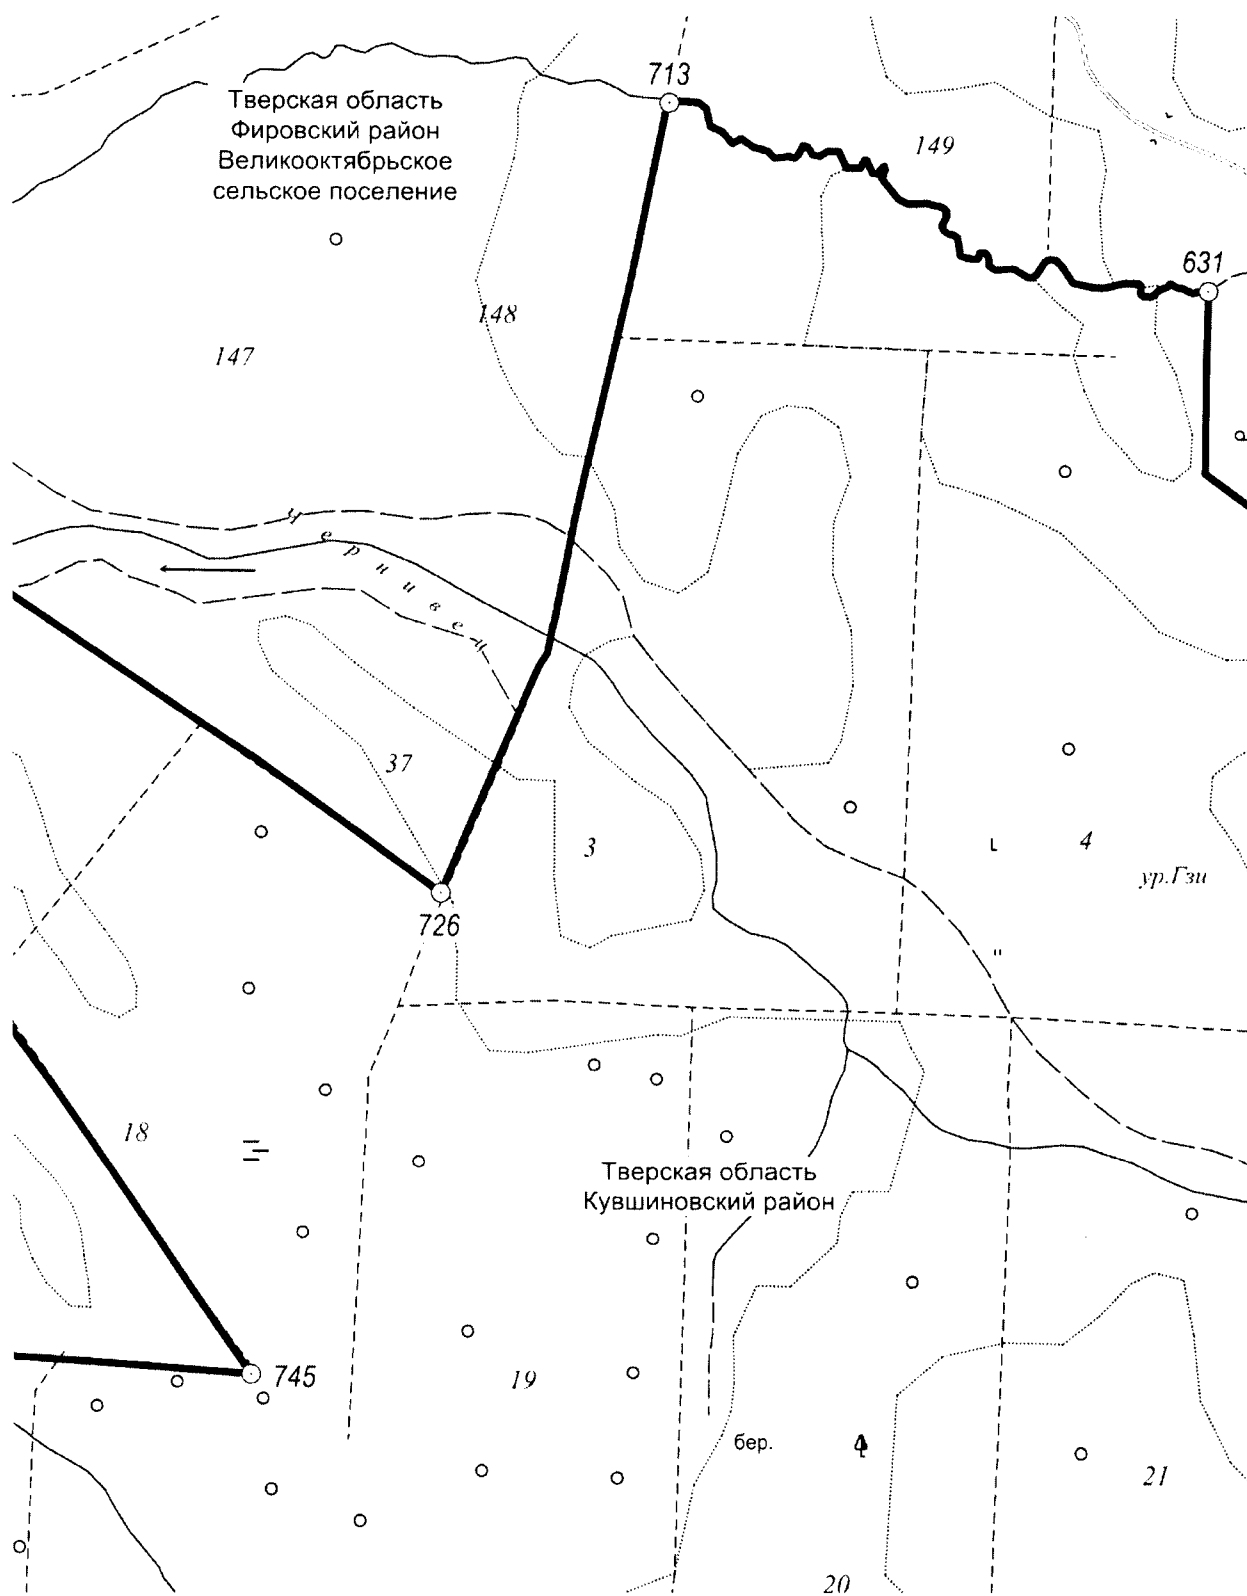 713
Тверская область
Фировский район
Великооктябрьское
сельское поселение
149
631
148
147
Чернивец
37
3
4
ур.Гзи
726
18
Тверская область
Кувшиновский район
745
19
бер.
21
20